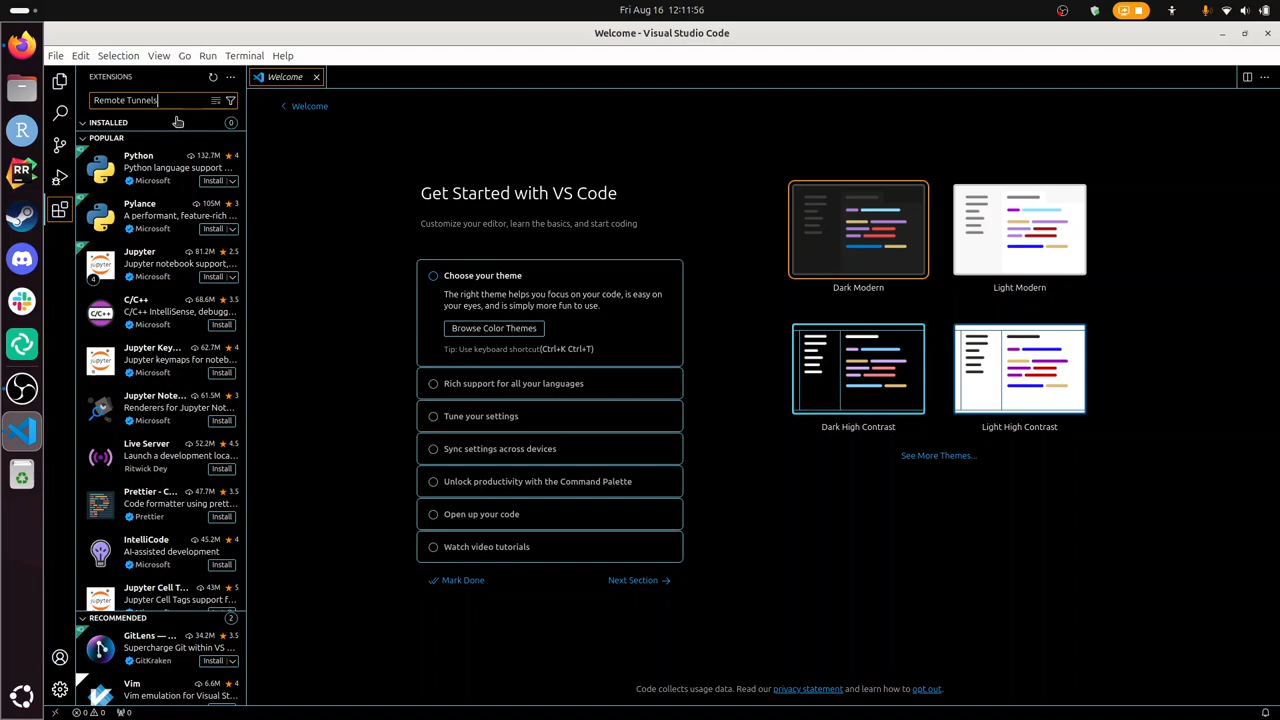 Fri Aug 16 12:11:56
Welcome - Visual Studio Code
File Edit Selection View Go Run Terminal Help
EXTENSIONS
Remote Tunnels
INSTALLED 0
POPULAR
Python 132.7M 4
Python language support ...
Microsoft Install
Pylance 105M 3
A performant, feature-rich ...
Microsoft Install
Jupyter 81.2M 2.5
Jupyter notebook support,...
4 Microsoft Install
C/C++ 68.6M 3.5
C/C++ IntelliSense, debugg...
Microsoft Install
Jupyter Key... 62.7M 4
Jupyter keymaps for noteb...
Microsoft Install
Jupyter Note... 61.5M 3
Renderers for Jupyter Not...
Microsoft Install
Live Server 52.2M 4.5
Launch a development loca...
Ritwick Dey Install
Prettier - C... 47.7M 3.5
Code formatter using prett...
Prettier Install
IntelliCode 45.2M 4
AI-assisted development
Microsoft Install
Jupyter Cell T... 43M 5
Jupyter Cell Tags support f...
RECOMMENDED 2
GitLens — ... 34.2M 3.5
Supercharge Git within VS ...
GitKraken Install
Vim 6.6M 4
Vim emulation for Visual St...
Welcome
Welcome
Get Started with VS Code
Customize your editor, learn the basics, and start coding
Choose your theme
The right theme helps you focus on your code, is easy on
your eyes, and is simply more fun to use.
Browse Color Themes
Tip: Use keyboard shortcut(Ctrl+K Ctrl+T)
Rich support for all your languages
Tune your settings
Sync settings across devices
Unlock productivity with the Command Palette
Open up your code
Watch video tutorials
Mark Done Next Section
Dark Modern Light Modern
Dark High Contrast Light High Contrast
See More Themes...
Code collects usage data. Read our privacy statement and learn how to opt out.
0 0 0